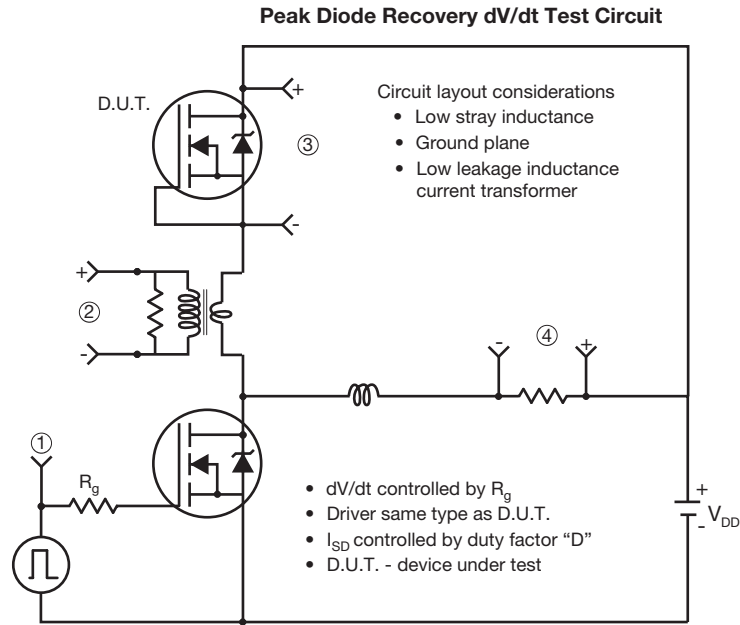 Peak Diode Recovery dV/dt Test Circuit
D.U.T.
+
③
-
Circuit layout considerations
• Low stray inductance
• Ground plane
• Low leakage inductance
current transformer
+
②
-
-
④
+
①
R_g
• dV/dt controlled by R_g
• Driver same type as D.U.T.
• I_SD controlled by duty factor “D”
• D.U.T. - device under test
+
V_DD
-